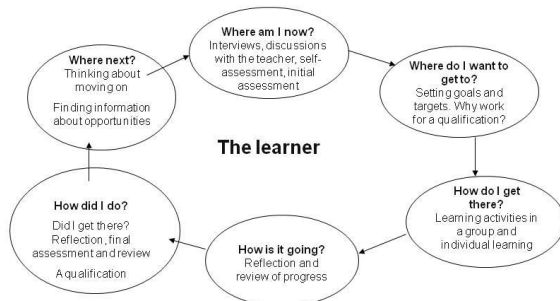 Where am I now?
Interviews, discussions
with the teacher, self-
assessment, initial
assessment
Where do I want to
get to?
Setting goals and
targets. Why work
for a qualification?
How do I get
there?
Learning activities in
a group and
individual learning
How is it going?
Reflection and
review of progress
How did I do?
Did I get there?
Reflection, final
assessment and review
A qualification
Where next?
Thinking about
moving on
Finding information
about opportunities
The learner